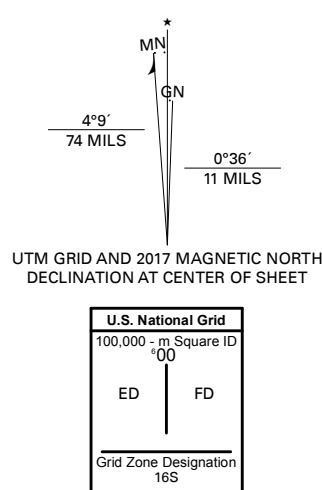 ★
MN
GN
4°9´
74 MILS
0°36´
11 MILS
UTM GRID AND 2017 MAGNETIC NORTH
DECLINATION AT CENTER OF SHEET
U.S. National Grid
100,000 - m Square ID
⁶00
ED FD
Grid Zone Designation
16S